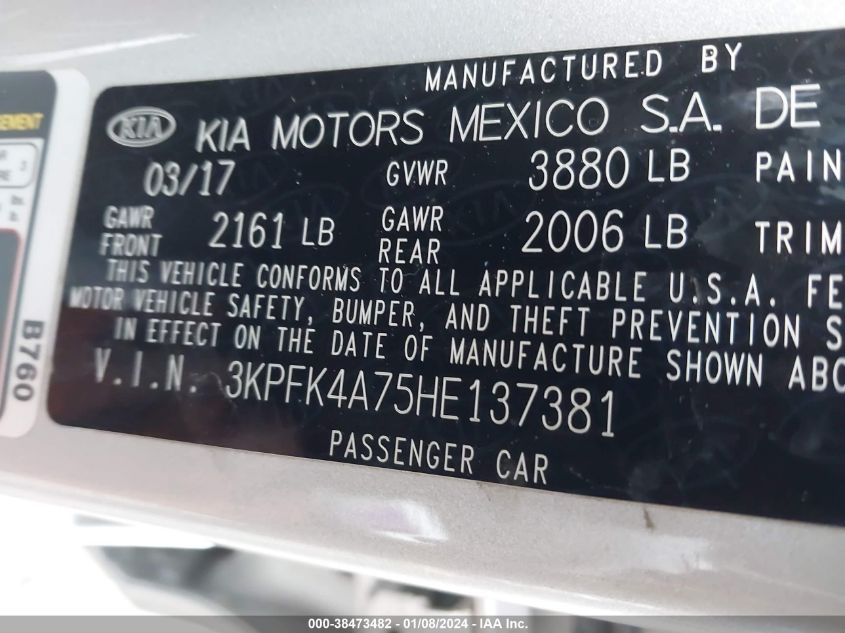 MANUFACTURED BY
KIA KIA MOTORS MEXICO S.A. DE
03/17 GVWR 3880 LB PAIN
GAWR FRONT 2161 LB GAWR REAR 2006 LB TRIM
THIS VEHICLE CONFORMS TO ALL APPLICABLE U.S.A. FE
MOTOR VEHICLE SAFETY, BUMPER, AND THEFT PREVENTION S
IN EFFECT ON THE DATE OF MANUFACTURE SHOWN ABO
V.I.N. 3KPFK4A75HE137381
PASSENGER CAR
B760
000-38473482 - 01/08/2024 - IAA Inc.